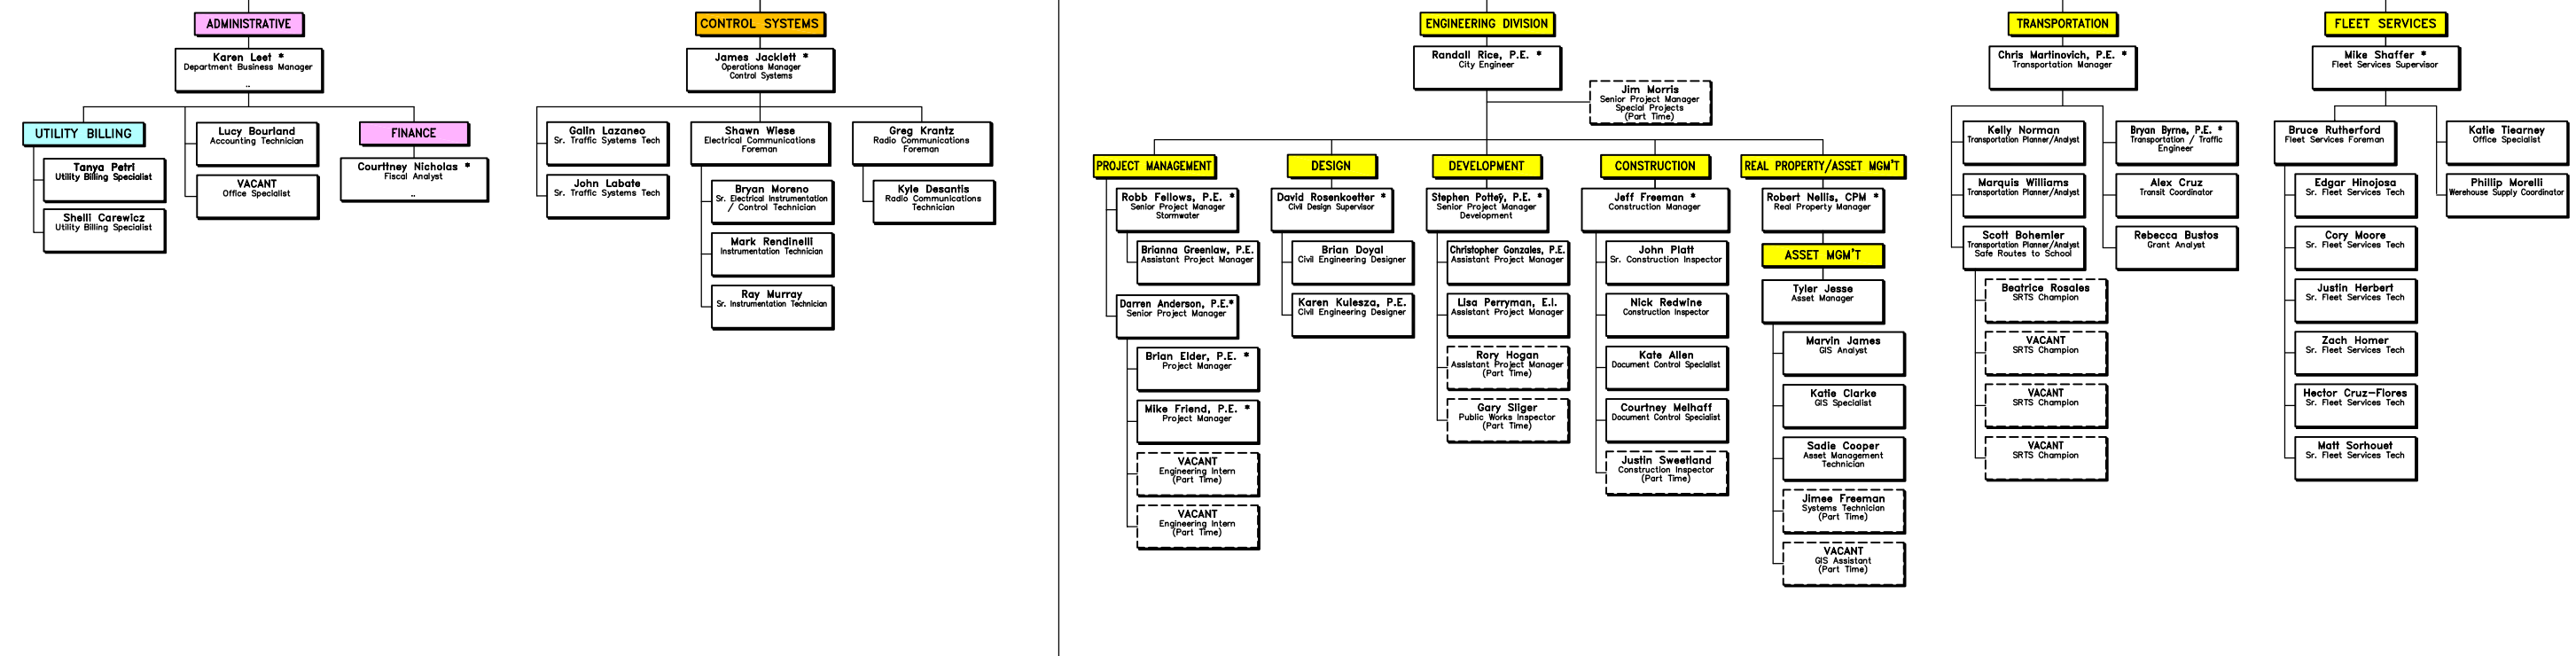 ADMINISTRATIVE
Karen Leet *
Department Business Manager
..
UTILITY BILLING
Tanya Petri
Utility Billing Specialist
Shelli Carewicz
Utility Billing Specialist
Lucy Bourland
Accounting Technician
VACANT
Office Specialist
FINANCE
Courttney Nicholas *
Fiscal Analyst
..
CONTROL SYSTEMS
James Jacklett *
Operations Manager
Control Systems
Galin Lazaneo
Sr. Traffic Systems Tech
John Labate
Sr. Traffic Systems Tech
Shawn Wiese
Electrical Communications
Foreman
Bryan Moreno
Sr. Electrical Instrumentation
/ Control Technician
Mark Rendinelli
Instrumentation Technician
Ray Murray
Sr. Instrumentation Technician
Greg Krantz
Radio Communications
Foreman
Kyle Desantis
Radio Communications
Technician
ENGINEERING DIVISION
Randall Rice, P.E. *
City Engineer
Jim Morris
Senior Project Manager
Special Projects
(Part Time)
PROJECT MANAGEMENT
Robb Fellows, P.E. *
Senior Project Manager
Stormwater
Brianna Greenlaw, P.E.
Assistant Project Manager
Darren Anderson, P.E.*
Senior Project Manager
Brian Elder, P.E. *
Project Manager
Mike Friend, P.E. *
Project Manager
VACANT
Engineering Intern
(Part Time)
VACANT
Engineering Intern
(Part Time)
DESIGN
David Rosenkoetter *
Civil Design Supervisor
Brian Doyal
Civil Engineering Designer
Karen Kulesza, P.E.
Civil Engineering Designer
DEVELOPMENT
Stephen Pottey, P.E. *
Senior Project Manager
Development
Christopher Gonzales, P.E.
Assistant Project Manager
Lisa Perryman, E.I.
Assistant Project Manager
Rory Hogan
Assistant Project Manager
(Part Time)
Gary Sliger
Public Works Inspector
(Part Time)
CONSTRUCTION
Jeff Freeman *
Construction Manager
John Platt
Sr. Construction Inspector
Nick Redwine
Construction Inspector
Kate Allen
Document Control Specialist
Courtney Melhaff
Document Control Specialist
Justin Sweetland
Construction Inspector
(Part Time)
REAL PROPERTY/ASSET MGM'T
Robert Nellis, CPM *
Real Property Manager
ASSET MGM'T
Tyler Jesse
Asset Manager
Marvin James
GIS Analyst
Katie Clarke
GIS Specialist
Sadie Cooper
Asset Management
Technician
Jimee Freeman
Systems Technician
(Part Time)
VACANT
GIS Assistant
(Part Time)
TRANSPORTATION
Chris Martinovich, P.E. *
Transportation Manager
Kelly Norman
Transportation Planner/Analyst
Marquis Williams
Transportation Planner/Analyst
Scott Bohemier
Transportation Planner/Analyst
Safe Routes to School
Beatrice Rosales
SRTS Champion
VACANT
SRTS Champion
VACANT
SRTS Champion
VACANT
SRTS Champion
Bryan Byrne, P.E. *
Transportation / Traffic
Engineer
Alex Cruz
Transit Coordinator
Rebecca Bustos
Grant Analyst
FLEET SERVICES
Mike Shaffer *
Fleet Services Supervisor
Bruce Rutherford
Fleet Services Foreman
Edgar Hinojosa
Sr. Fleet Services Tech
Cory Moore
Sr. Fleet Services Tech
Justin Herbert
Sr. Fleet Services Tech
Zach Homer
Sr. Fleet Services Tech
Hector Cruz-Flores
Sr. Fleet Services Tech
Matt Sorhouet
Sr. Fleet Services Tech
Katie Tiearney
Office Specialist
Phillip Morelli
Warehouse Supply Coordinator